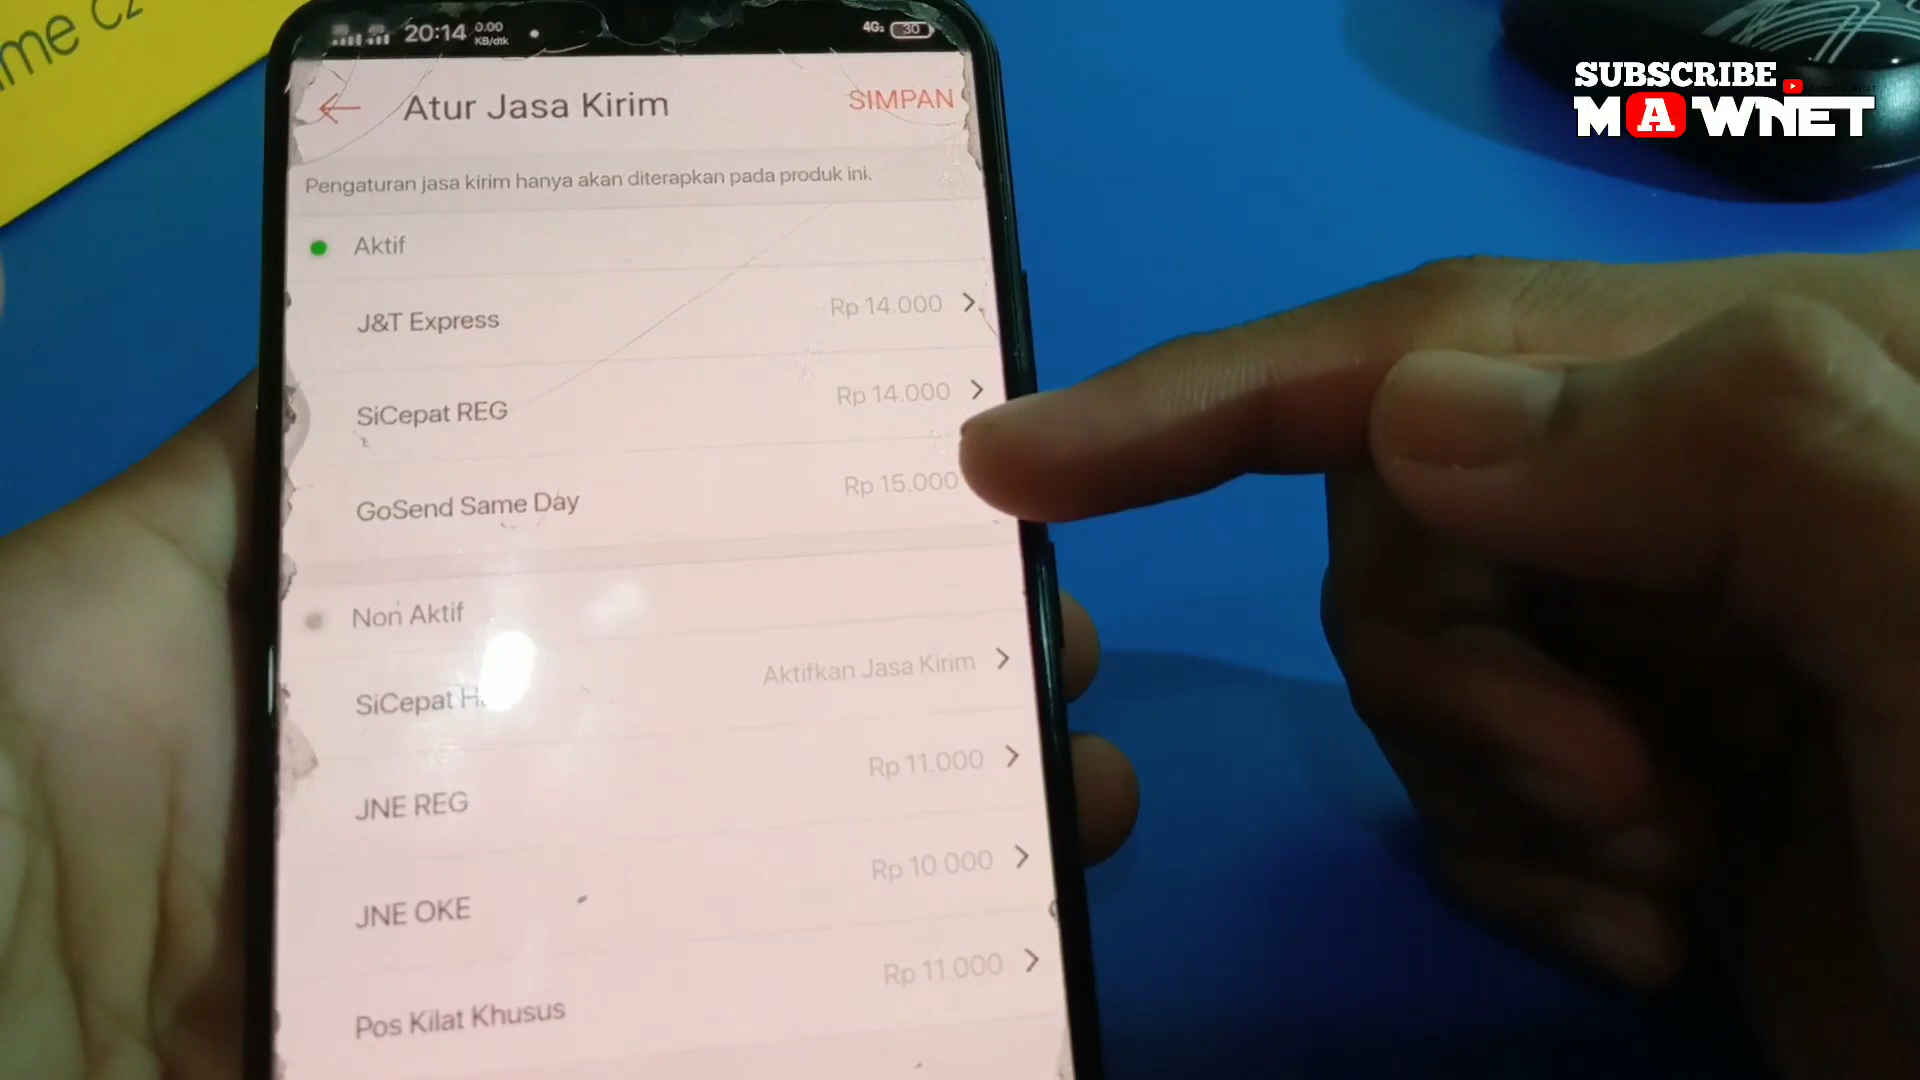 me C2
20:14
0.00
KB/dtk
4G
30
Atur Jasa Kirim
SIMPAN
Pengaturan jasa kirim hanya akan diterapkan pada produk ini.
Aktif
J&T Express
Rp 14.000
SiCepat REG
Rp 14.000
GoSend Same Day
Rp 15.000
Non Aktif
SiCepat
Aktifkan Jasa Kirim
JNE REG
Rp 11.000
JNE OKE
Rp 10.000
Pos Kilat Khusus
Rp 11.000
SUBSCRIBE
MAWNET